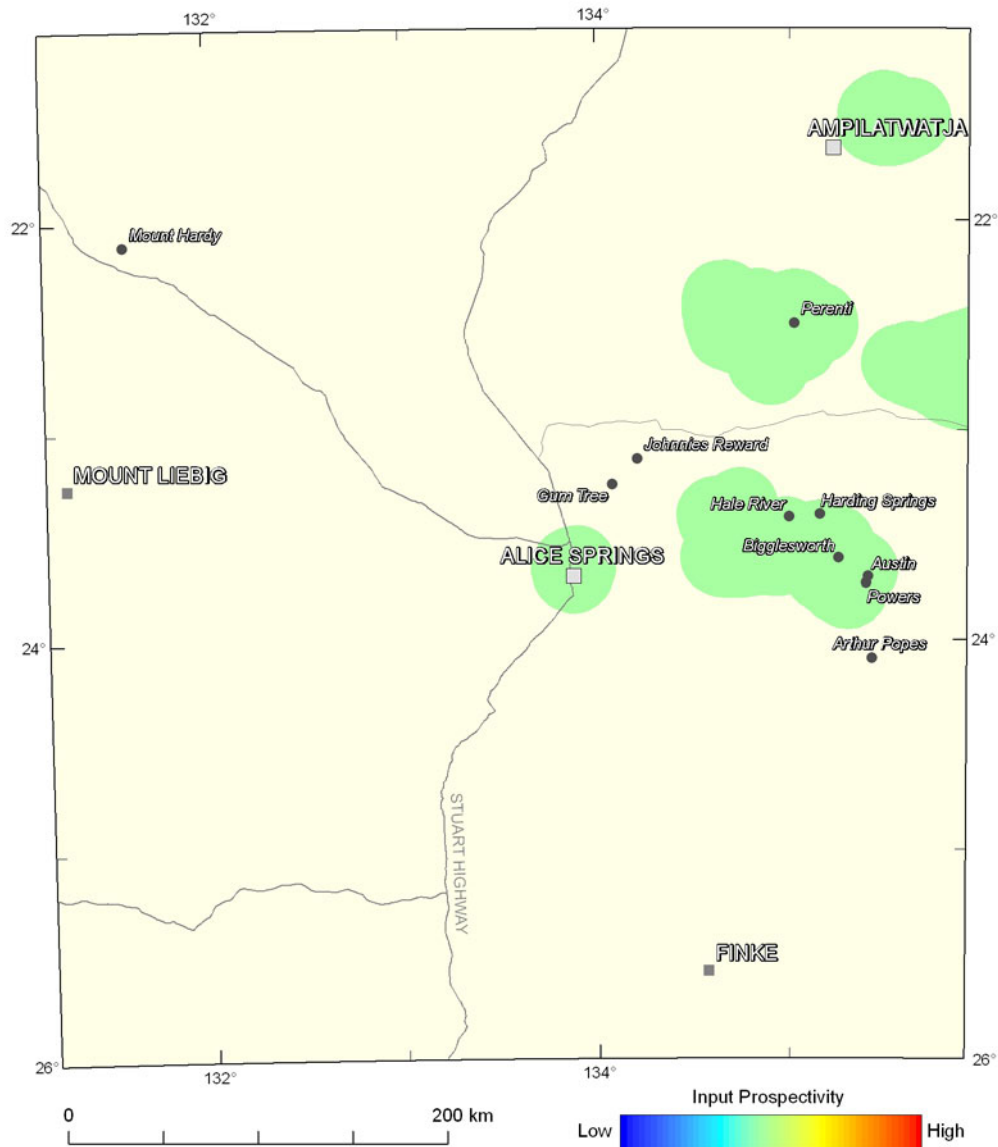 132°
134°
AMPILATWATJA
22°
22°
Mount Hardy
Perenti
Johnnies Reward
MOUNT LIEBIG
Gum Tree
Hale River
Harding Springs
Bigglesworth
ALICE SPRINGS
Austin
Powers
24°
24°
Arthur Popes
STUART HIGHWAY
FINKE
26°
26°
132°
134°
0
200 km
Input Prospectivity
Low
High